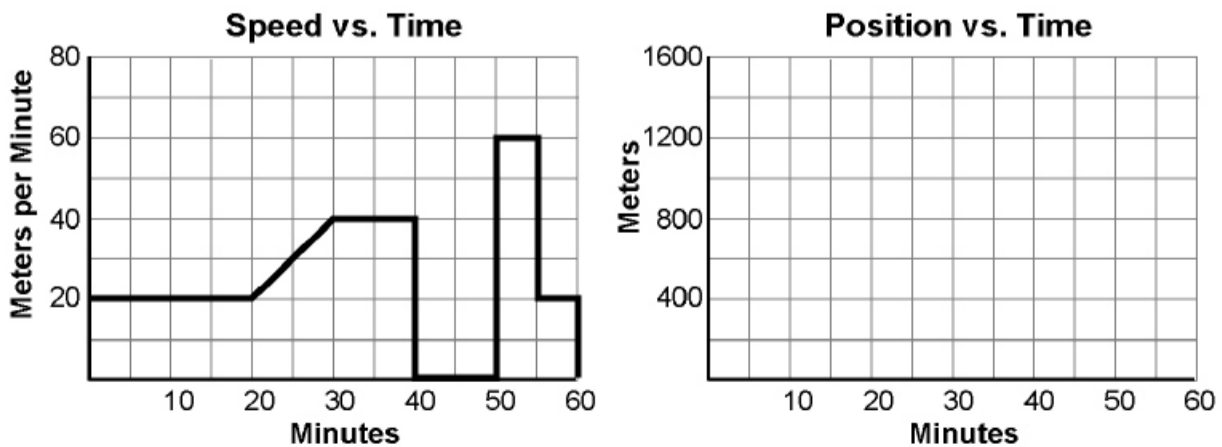 Speed vs. Time
80
60
40
20
Meters per Minute
10 20 30 40 50 60
Minutes
Position vs. Time
1600
1200
800
400
Meters
10 20 30 40 50 60
Minutes